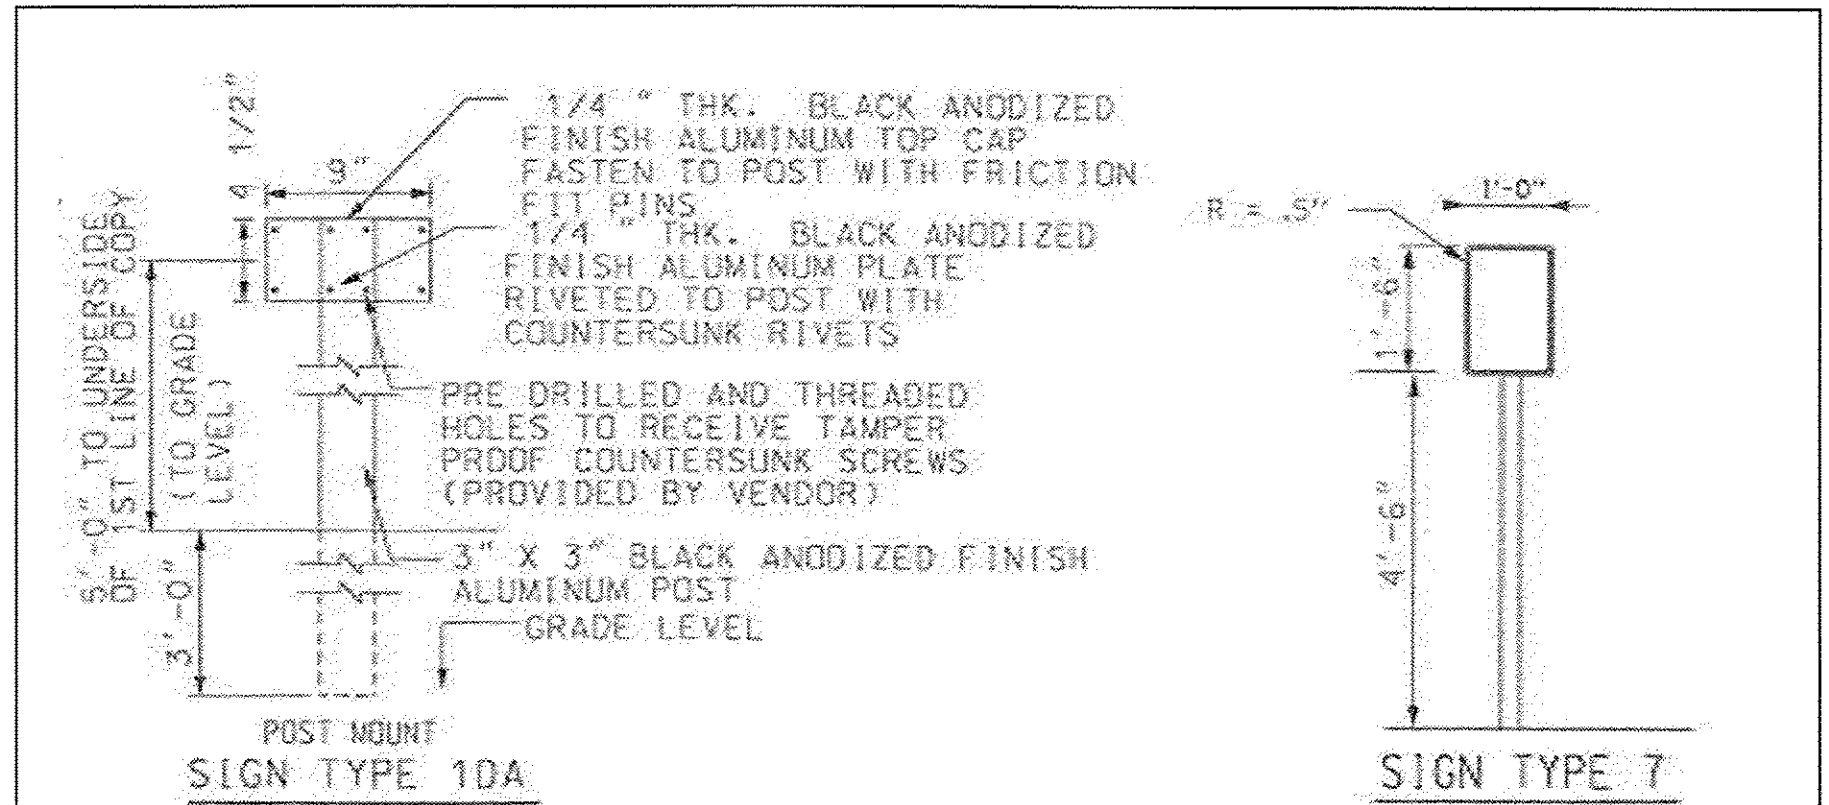 1/4 " THK. BLACK ANODIZED
FINISH ALUMINUM TOP CAP
FASTEN TO POST WITH FRICTION
FIT PINS
1/4 " THK. BLACK ANODIZED
FINISH ALUMINUM PLATE
RIVETED TO POST WITH
COUNTERSUNK RIVETS
PRE DRILLED AND THREADED
HOLES TO RECEIVE TAMPER
PROOF COUNTERSUNK SCREWS
(PROVIDED BY VENDOR)
3" X 3" BLACK ANODIZED FINISH
ALUMINUM POST
GRADE LEVEL
9"
4 1/2"
5'-0" TO UNDERSIDE
OF 1ST LINE OF COPY
(TO GRADE
LEVEL)
3'-0"
POST MOUNT
SIGN TYPE 1DA
R = .5"
1'-0"
1'-6"
4'-6"
SIGN TYPE 7